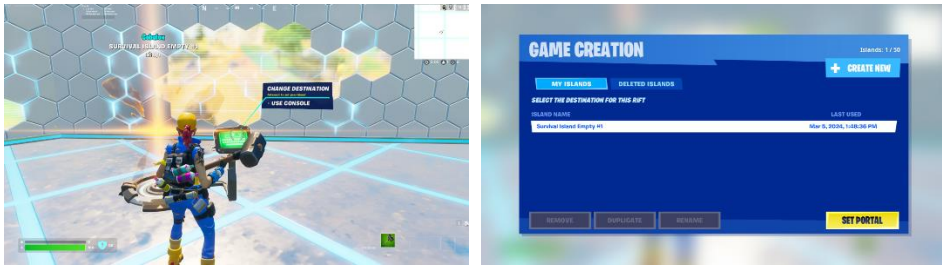 SURVIVAL ISLAND EMPTY #1
CHANGE DESTINATION
- USE CONSOLE
GAME CREATION
Islands: 1 / 50
+ CREATE NEW
MY ISLANDS
DELETED ISLANDS
SELECT THE DESTINATION FOR THIS RIFT
ISLAND NAME
LAST USED
Survival Island Empty #1
Mar 5, 2024, 1:48:36 PM
REMOVE
DUPLICATE
RENAME
SET PORTAL